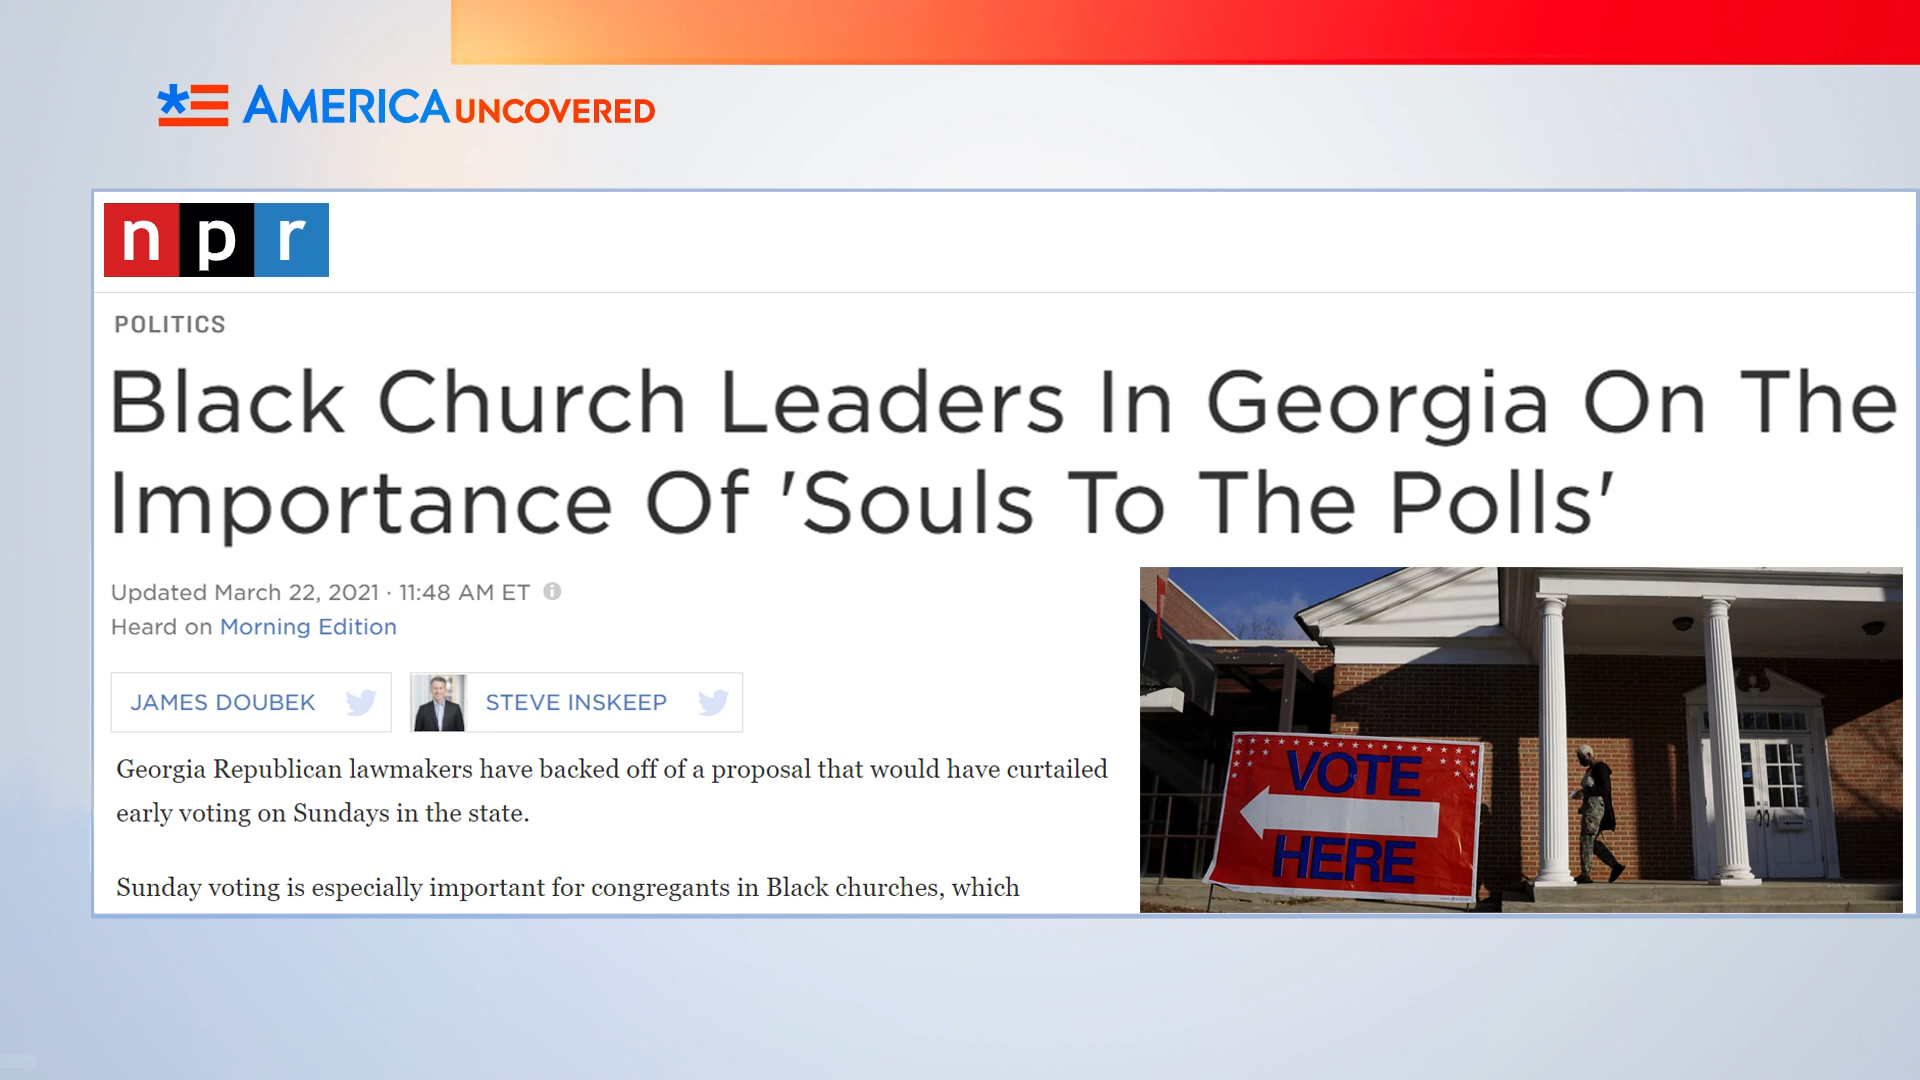 AMERICA UNCOVERED
npr
POLITICS
Black Church Leaders In Georgia On The
Importance Of 'Souls To The Polls'
Updated March 22, 2021 · 11:48 AM ET
Heard on Morning Edition
JAMES DOUBEK
STEVE INSKEEP
Georgia Republican lawmakers have backed off of a proposal that would have curtailed
early voting on Sundays in the state.
Sunday voting is especially important for congregants in Black churches, which
VOTE
HERE